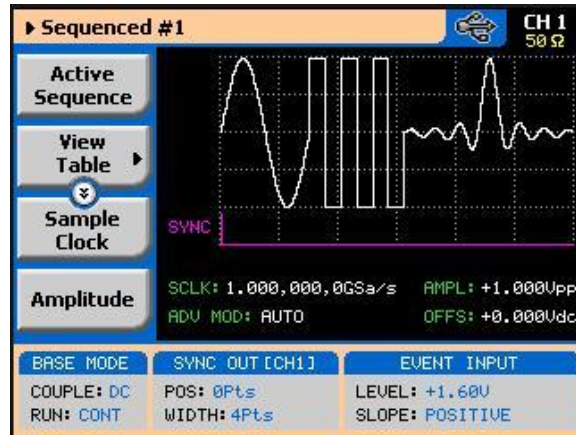 Sequenced #1
CH 1
50 Ω
Active
Sequence
View
Table
Sample
Clock
Amplitude
SYNC
SCLK: 1.000,000,0GSa/s AMPL: +1.000Vpp
ADV MOD: AUTO OFFS: +0.000Vdc
BASE MODE SYNC OUT [CH1] EVENT INPUT
COUPLE: DC POS: 0Pts LEVEL: +1.60V
RUN: CONT WIDTH: 4Pts SLOPE: POSITIVE